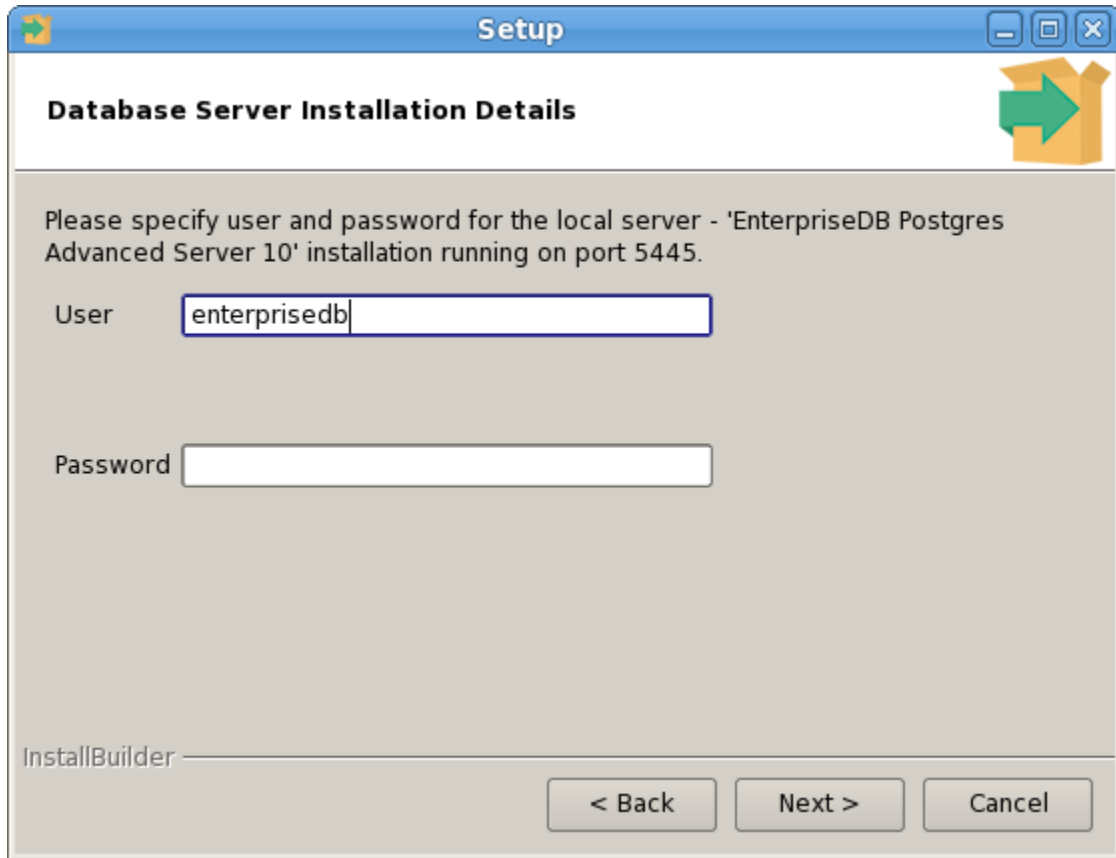 Setup
Database Server Installation Details
Please specify user and password for the local server - 'EnterpriseDB Postgres
Advanced Server 10' installation running on port 5445.
User enterprisedb
Password
InstallBuilder
< Back Next > Cancel